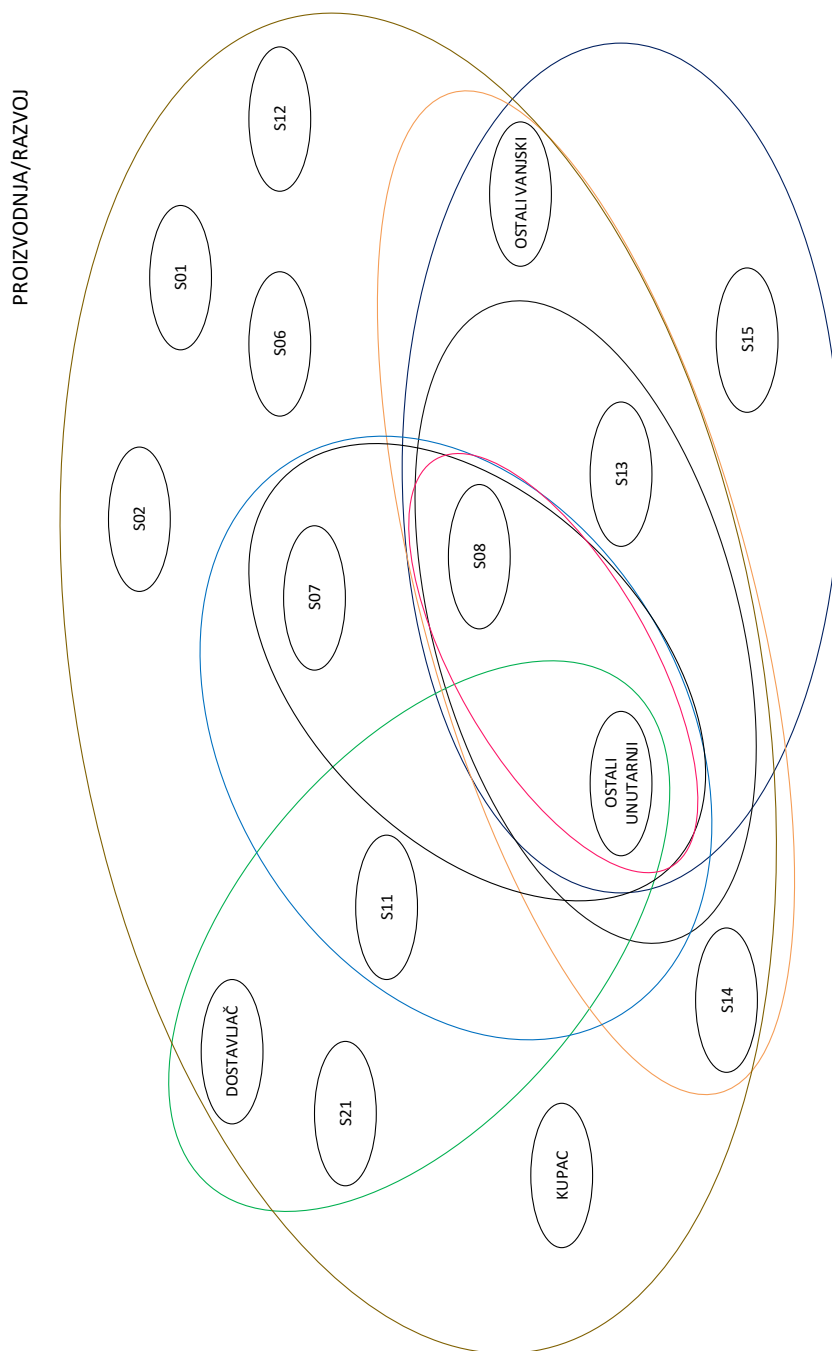 PROIZVODNJA/RAZVOJ
S02
S01
S12
S06
S07
DOSTAVLJAČ
S21
S11
S08
OSTALI VANJSKI
KUPAC
OSTALI
UNUTARNJI
S13
S14
S15